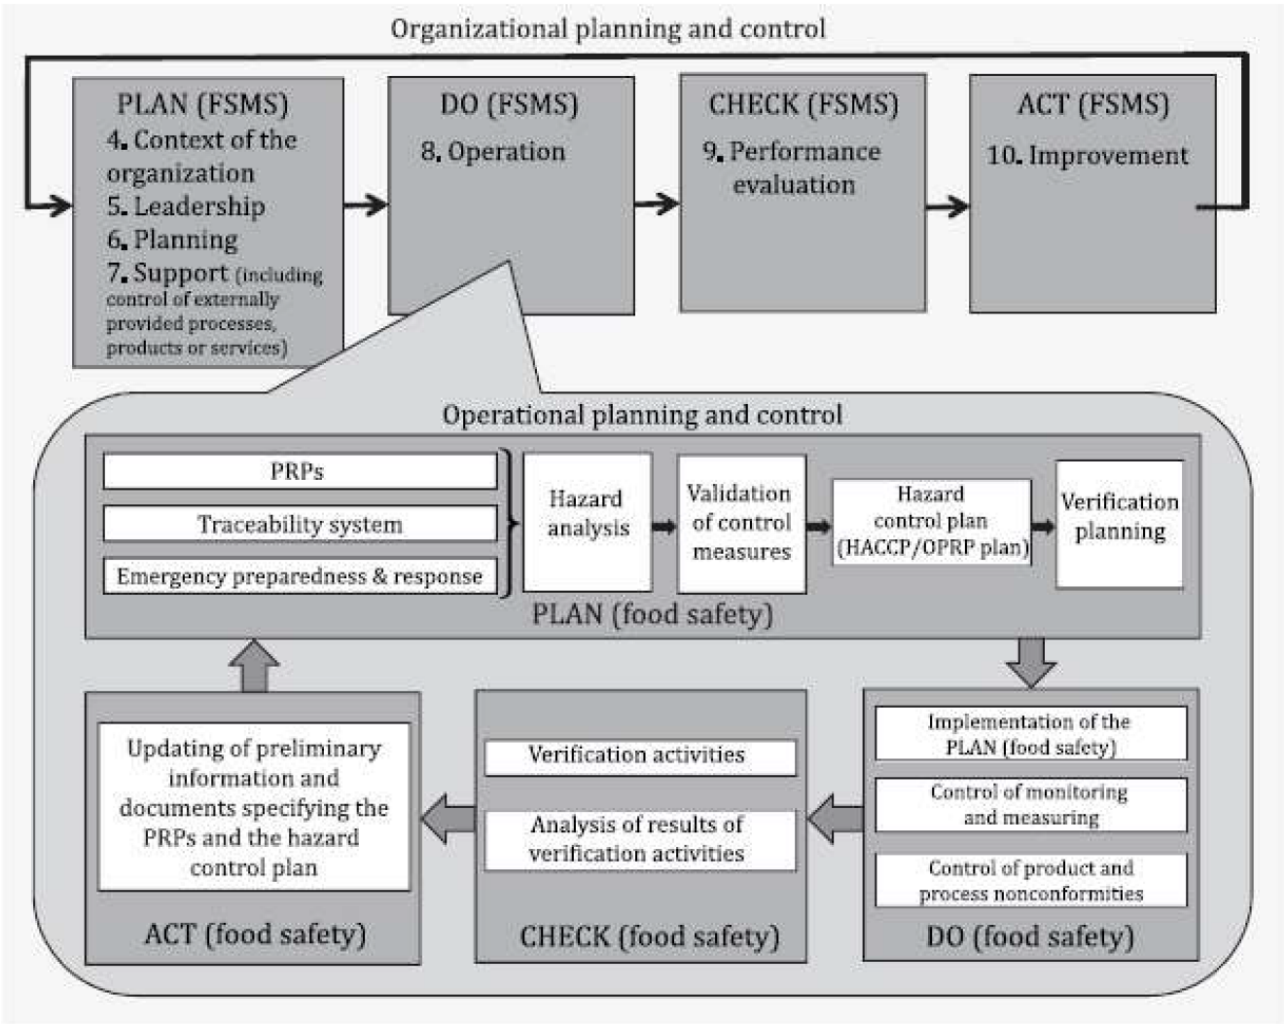 Organizational planning and control
PLAN (FSMS)
4. Context of the
organization
5. Leadership
6. Planning
7. Support (including
control of externally
provided processes,
products or services)
DO (FSMS)
8. Operation
CHECK (FSMS)
9. Performance
evaluation
ACT (FSMS)
10. Improvement
Operational planning and control
PRPs
Traceability system
Emergency preparedness & response
Hazard
analysis
Validation
of control
measures
Hazard
control plan
(HACCP/OPRP plan)
Verification
planning
PLAN (food safety)
Updating of preliminary
information and
documents specifying the
PRPs and the hazard
control plan
ACT (food safety)
Verification activities
Analysis of results of
verification activities
CHECK (food safety)
Implementation of the
PLAN (food safety)
Control of monitoring
and measuring
Control of product and
process nonconformities
DO (food safety)